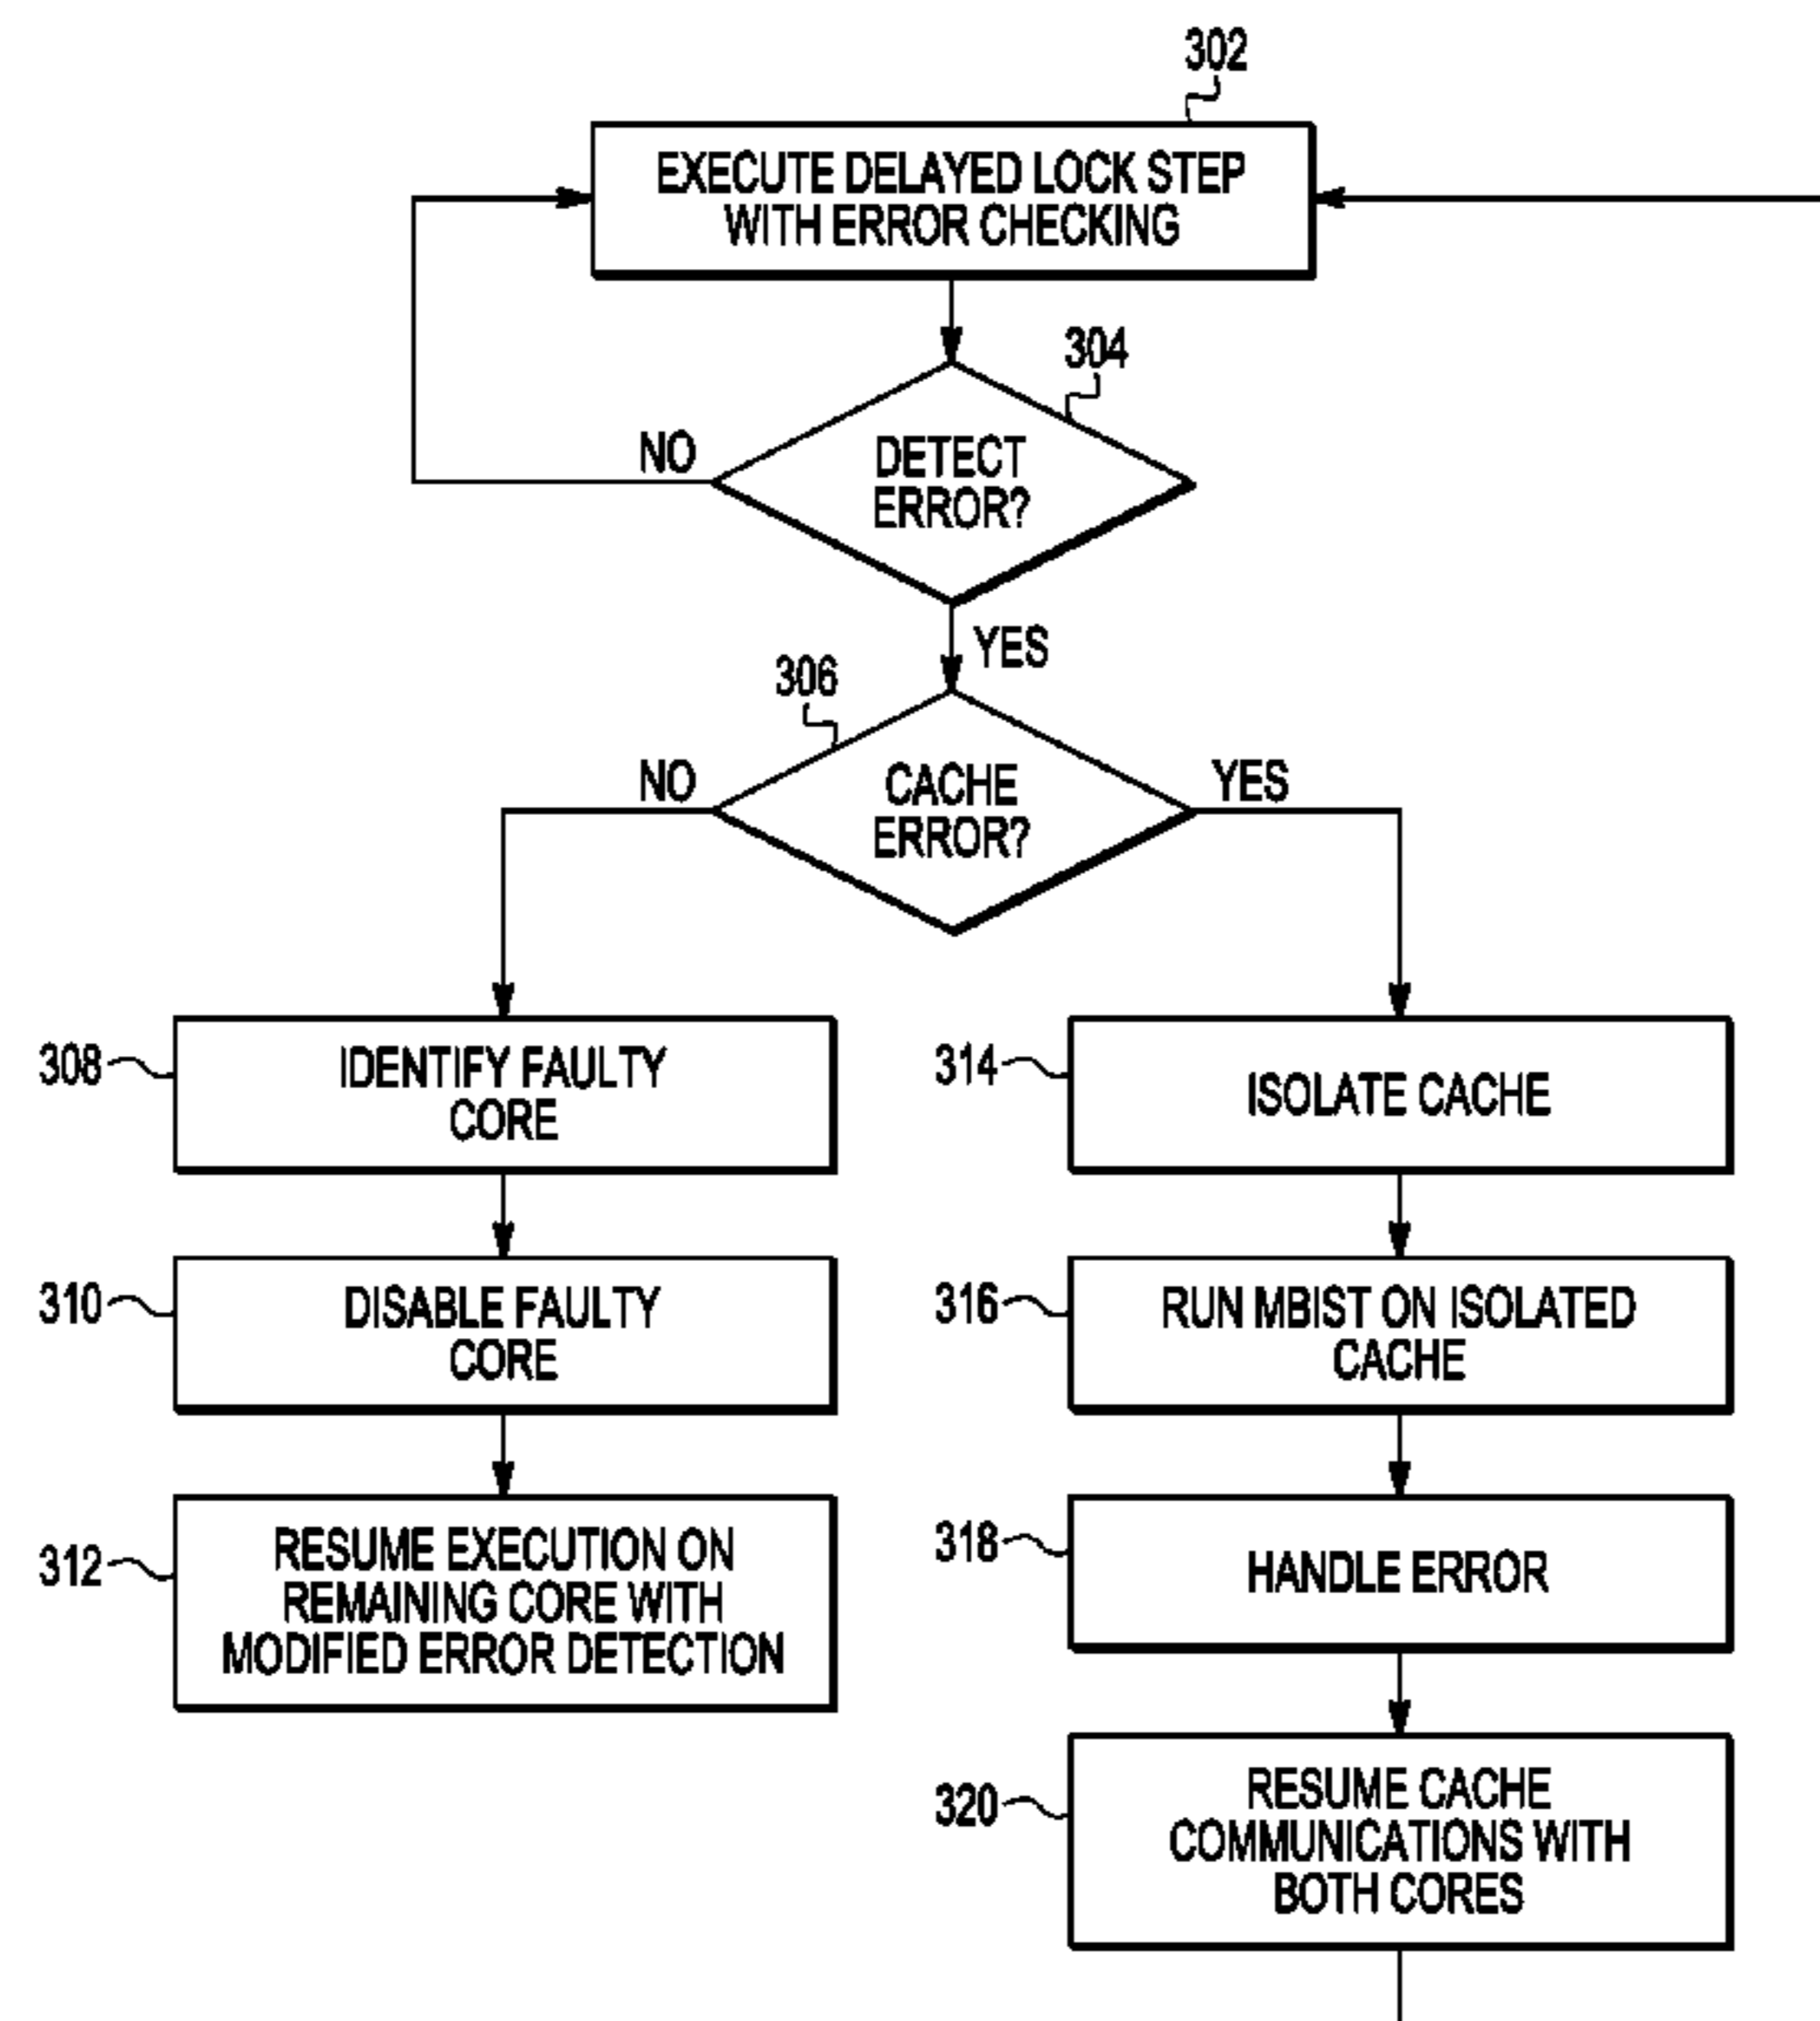 302
EXECUTE DELAYED LOCK STEP
WITH ERROR CHECKING
304
NO
DETECT
ERROR?
YES
306
NO
CACHE
ERROR?
YES
308
IDENTIFY FAULTY
CORE
314
ISOLATE CACHE
310
DISABLE FAULTY
CORE
316
RUN MBIST ON ISOLATED
CACHE
312
RESUME EXECUTION ON
REMAINING CORE WITH
MODIFIED ERROR DETECTION
318
HANDLE ERROR
320
RESUME CACHE
COMMUNICATIONS WITH
BOTH CORES